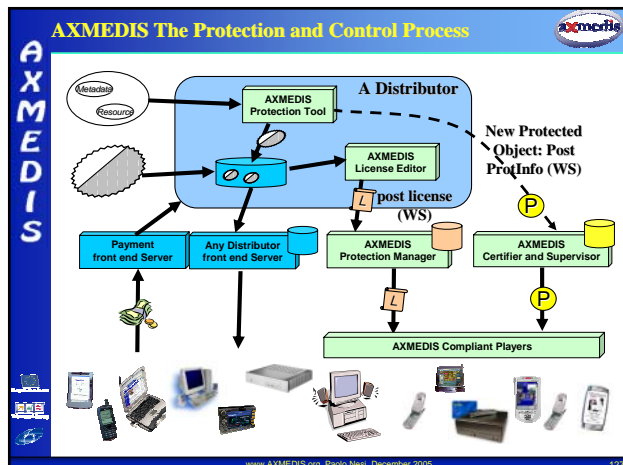 AXMEDIS The Protection and Control Process
axmedis
AXMEDIS
Metadata
Resource
AXMEDIS
Protection Tool
A Distributor
New Protected
Object: Post
ProtInfo (WS)
AXMEDIS
License Editor
L
post license
(WS)
P
Payment
front end Server
Any Distributor
front end Server
AXMEDIS
Protection Manager
AXMEDIS
Certifier and Supervisor
L
P
AXMEDIS Compliant Players
www.AXMEDIS.org, Paolo Nesi, December 2005
127